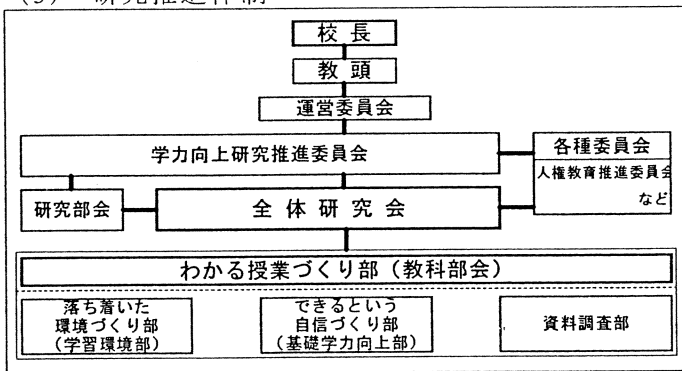 (3) 研究推進体制
校長
教頭
運営委員会
学力向上研究推進委員会
各種委員会
人権教育推進委員会
など
研究部会
全体研究会
わかる授業づくり部(教科部会)
落ち着いた
環境づくり部
(学習環境部)
できるという
自信づくり部
(基礎学力向上部)
資料調査部